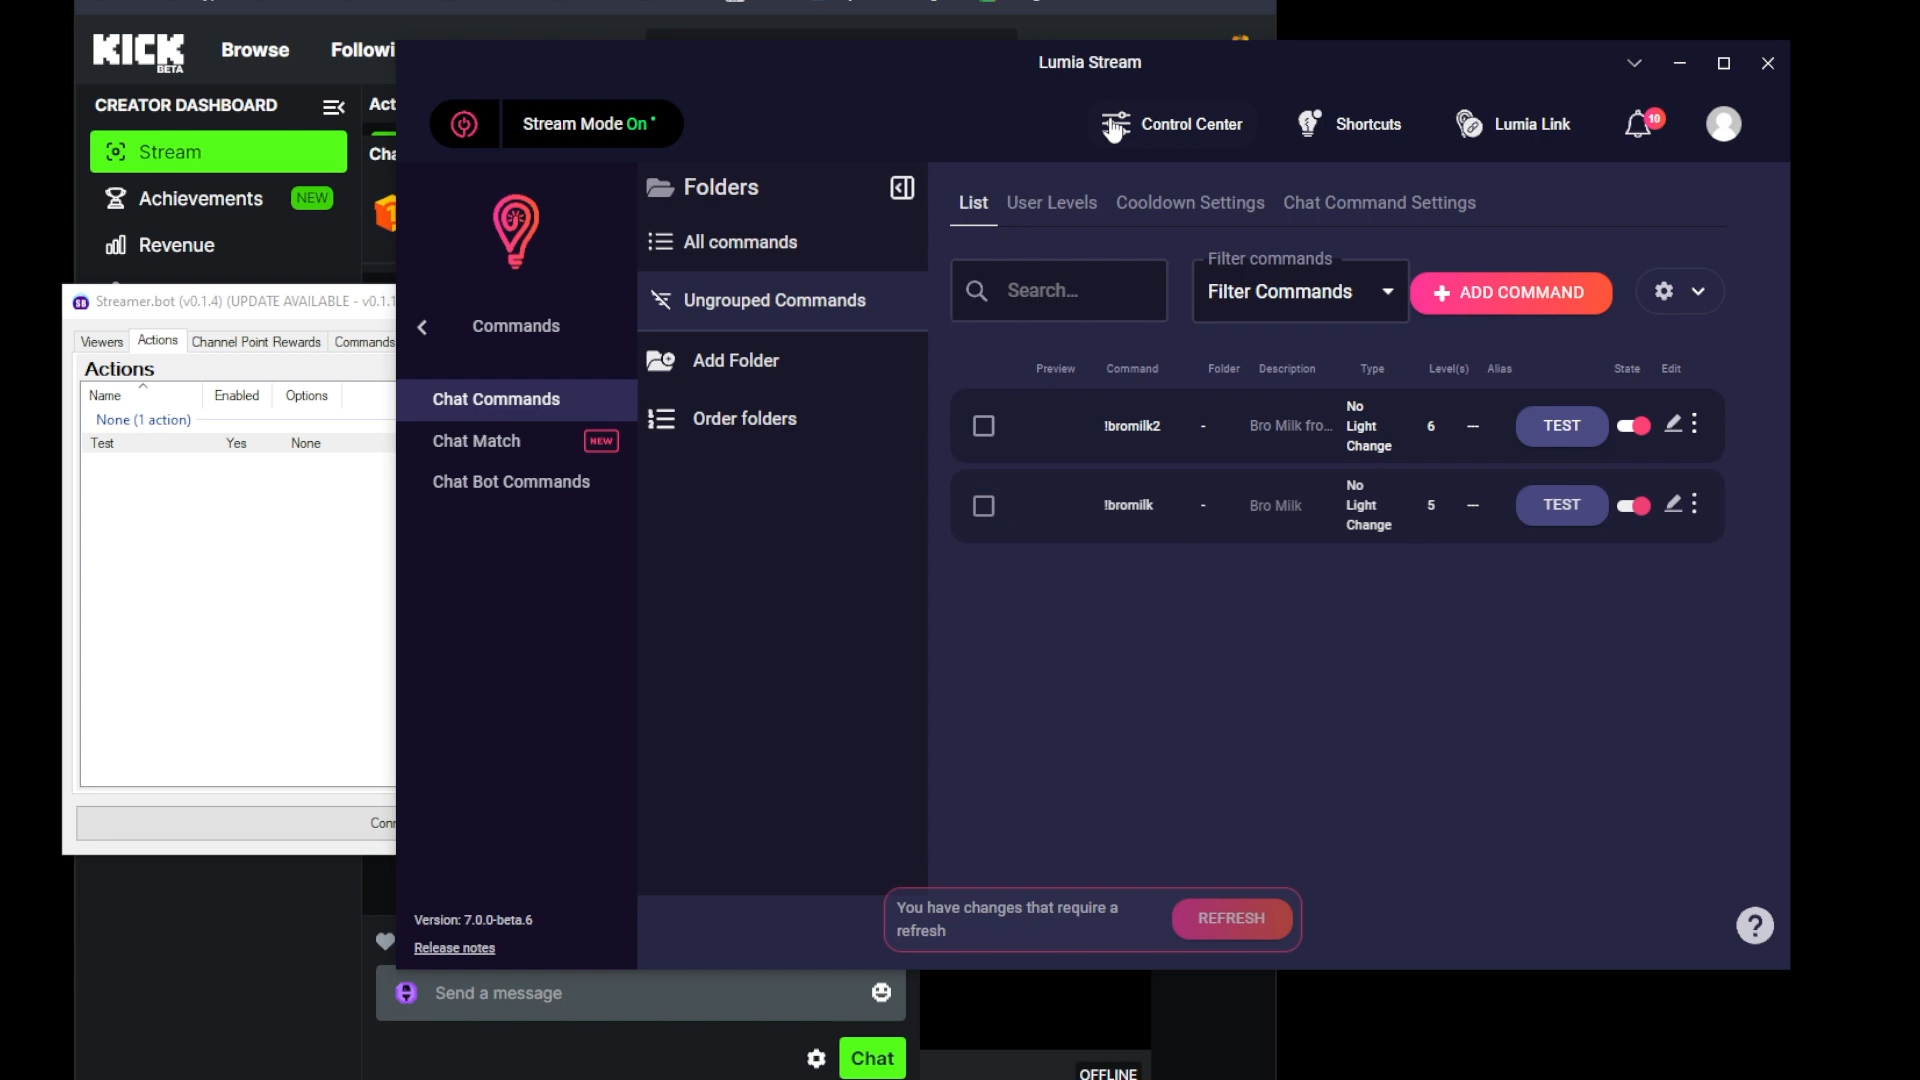 KICK
BETA
Browse
Followi
CREATOR DASHBOARD
Stream
Achievements
NEW
Revenue
Act
Cha
Streamer.bot (v0.1.4) (UPDATE AVAILABLE - v0.1.1
Viewers
Actions
Channel Point Rewards
Commands
Actions
Name
Enabled
Options
None (1 action)
Test
Yes
None
Conn
Lumia Stream
Stream Mode On
Control Center
Shortcuts
Lumia Link
10
Commands
Chat Commands
Chat Match
NEW
Chat Bot Commands
Version: 7.0.0-beta.6
Release notes
Folders
All commands
Ungrouped Commands
Add Folder
Order folders
List
User Levels
Cooldown Settings
Chat Command Settings
Search...
Filter commands
Filter Commands
ADD COMMAND
Preview
Command
Folder
Description
Type
Level(s)
Alias
State
Edit
!bromilk2
-
Bro Milk fro...
No
Light
Change
6
---
TEST
!bromilk
-
Bro Milk
No
Light
Change
5
---
TEST
You have changes that require a
refresh
REFRESH
?
Send a message
Chat
OFFLINE